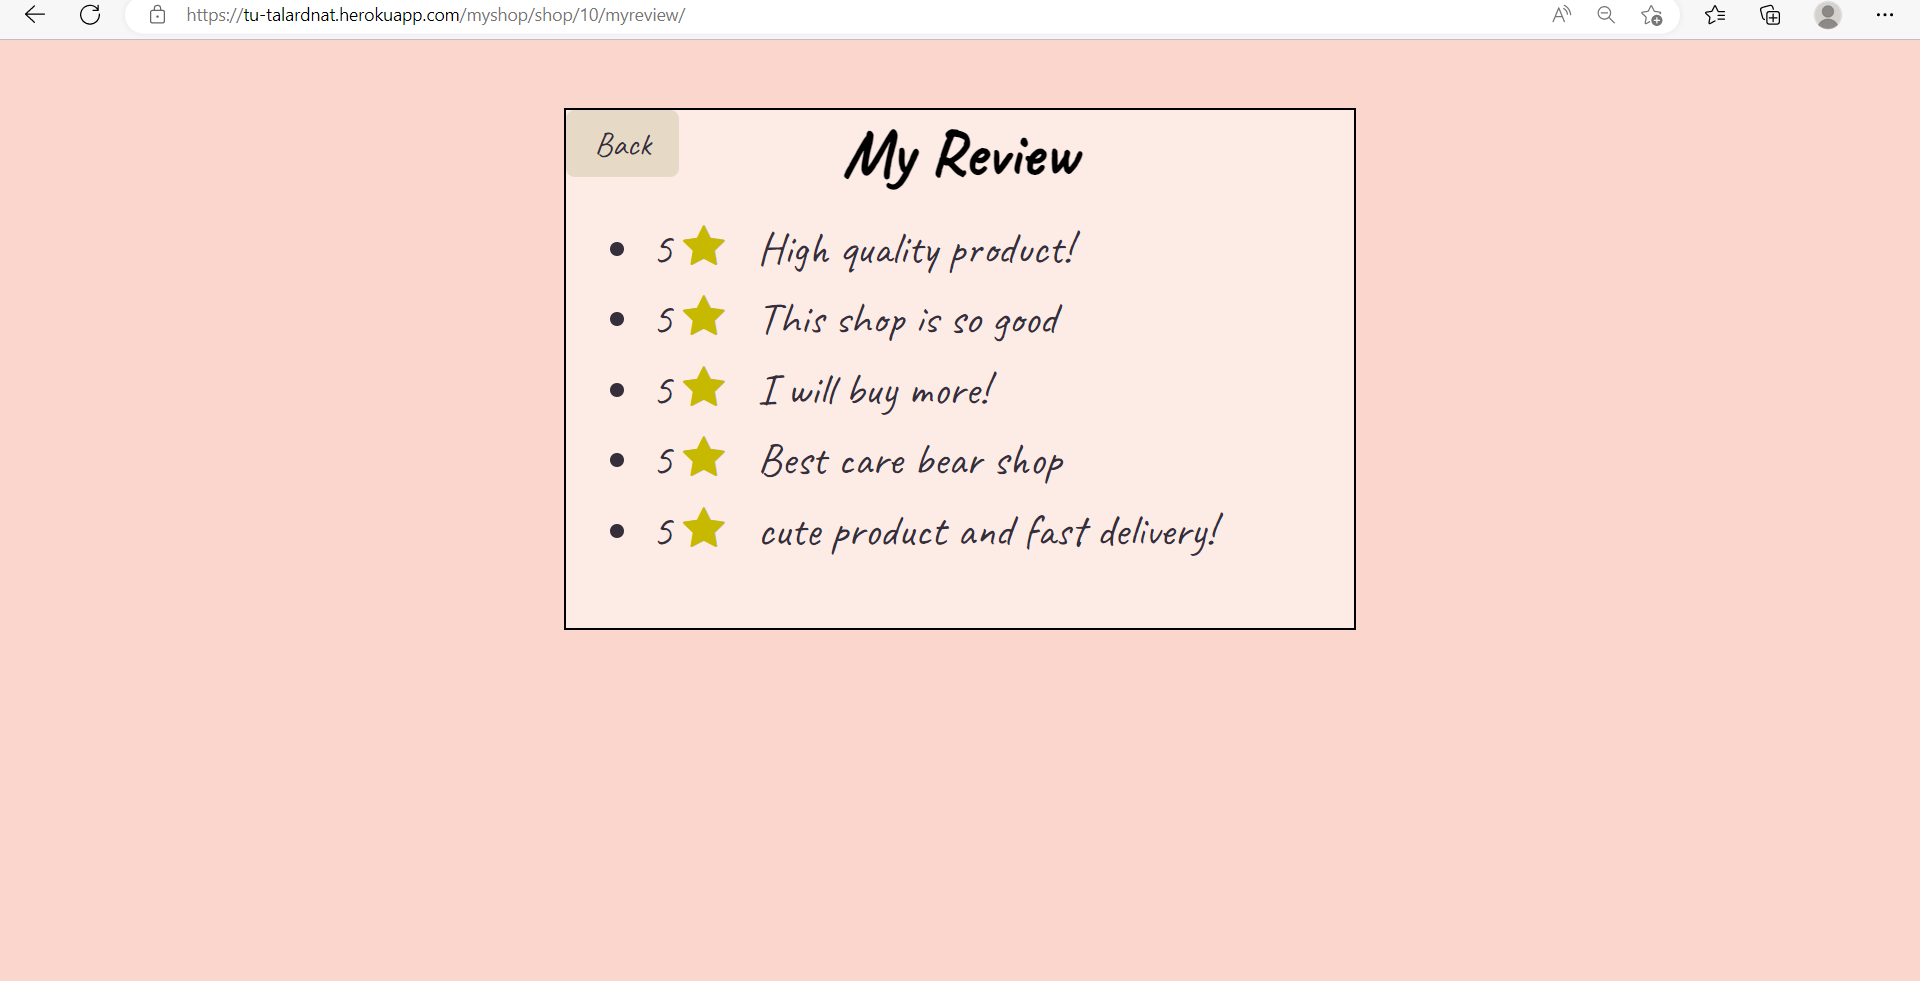 https://tu-talardnat.herokuapp.com/myshop/shop/10/myreview/
Back
My Review
5 High quality product!
5 This shop is so good
5 I will buy more!
5 Best care bear shop
5 cute product and fast delivery!